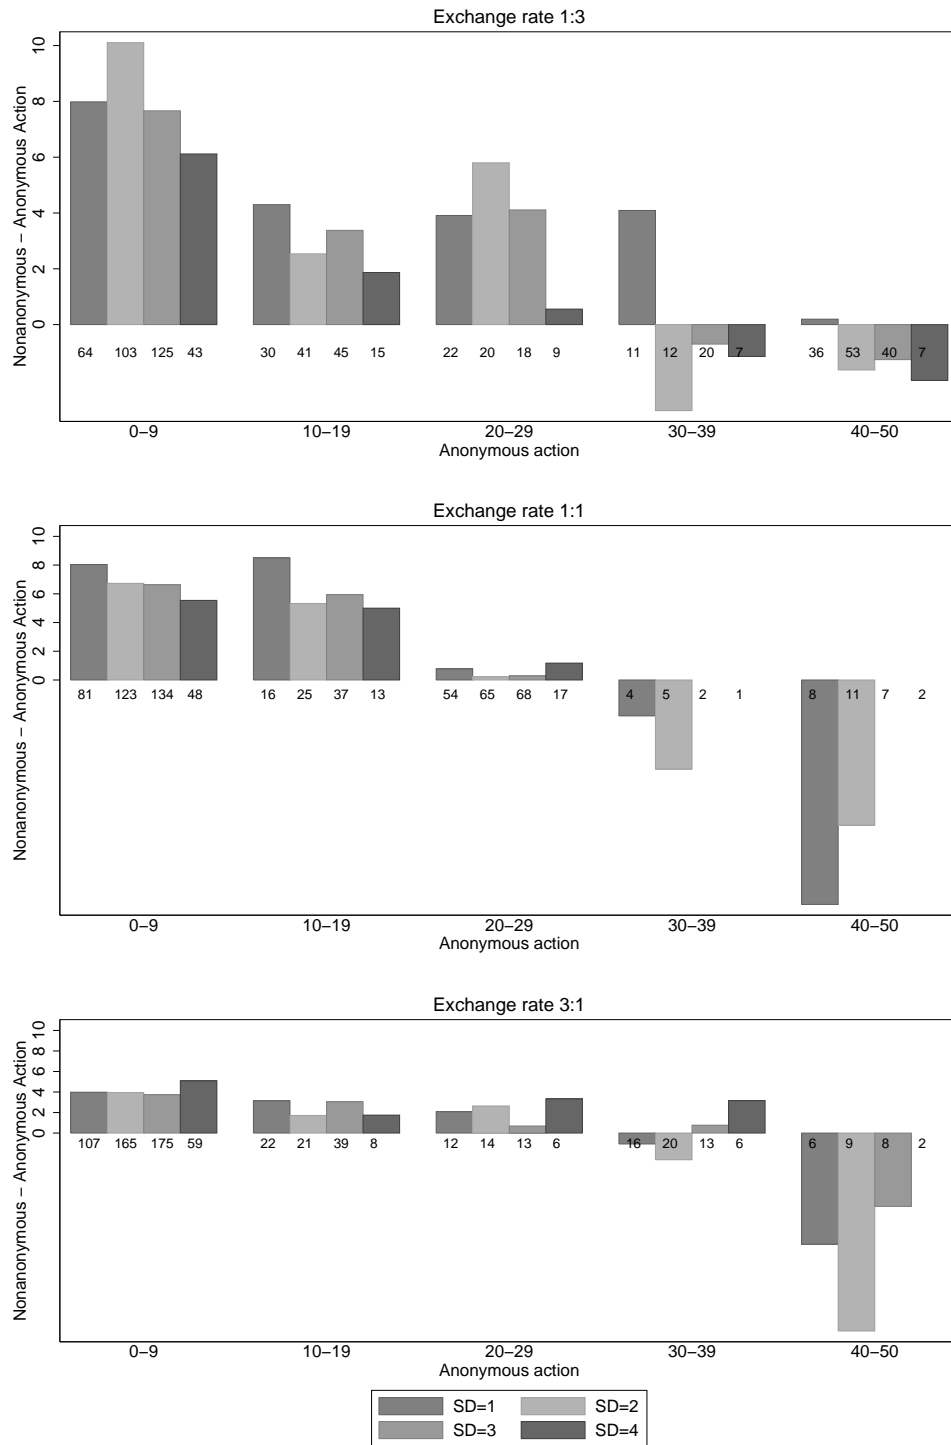 Exchange rate 1:3
Nonanonymous − Anonymous Action
10
8
6
4
2
0
64 103 125 43 30 41 45 15 22 20 18 9 11 12 20 7 36 53 40 7
0−9 10−19 20−29 30−39 40−50
Anonymous action
Exchange rate 1:1
Nonanonymous − Anonymous Action
10
8
6
4
2
0
81 123 134 48 16 25 37 13 54 65 68 17 4 5 2 1 8 11 7 2
0−9 10−19 20−29 30−39 40−50
Anonymous action
Exchange rate 3:1
Nonanonymous − Anonymous Action
10
8
6
4
2
0
107 165 175 59 22 21 39 8 12 14 13 6 16 20 13 6 6 9 8 2
0−9 10−19 20−29 30−39 40−50
Anonymous action
SD=1 SD=2
SD=3 SD=4